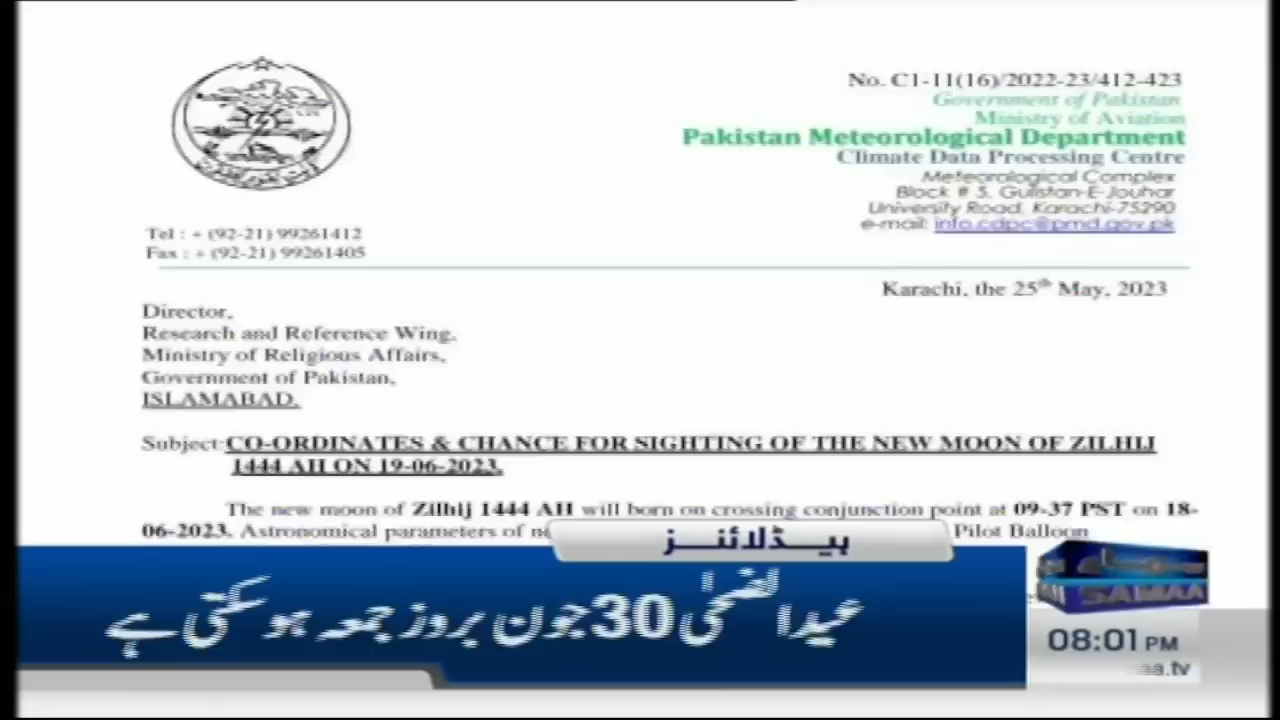 No. C1-11(16)/2022-23/412-423
Government of Pakistan
Ministry of Aviation
Pakistan Meteorological Department
Climate Data Processing Centre
Meteorological Complex
Block # 5, Gulistan-E-Jouhar
University Road, Karachi-75290
e-mail: info.cdpc@pmd.gov.pk
Tel : + (92-21) 99261412
Fax : + (92-21) 99261405
Karachi, the 25th May, 2023
Director,
Research and Reference Wing,
Ministry of Religious Affairs,
Government of Pakistan,
ISLAMABAD.
Subject: CO-ORDINATES & CHANCE FOR SIGHTING OF THE NEW MOON OF ZILHIJ
1444 AH ON 19-06-2023.
The new moon of Zilhij 1444 AH will born on crossing conjunction point at 09-37 PST on 18-
06-2023. Astronomical parameters of Pilot Balloon
ہیڈلائنز
عیدالضحیٰ 30 جون بروز جمعہ ہو سکتی ہے
SAMAA
08:01 PM